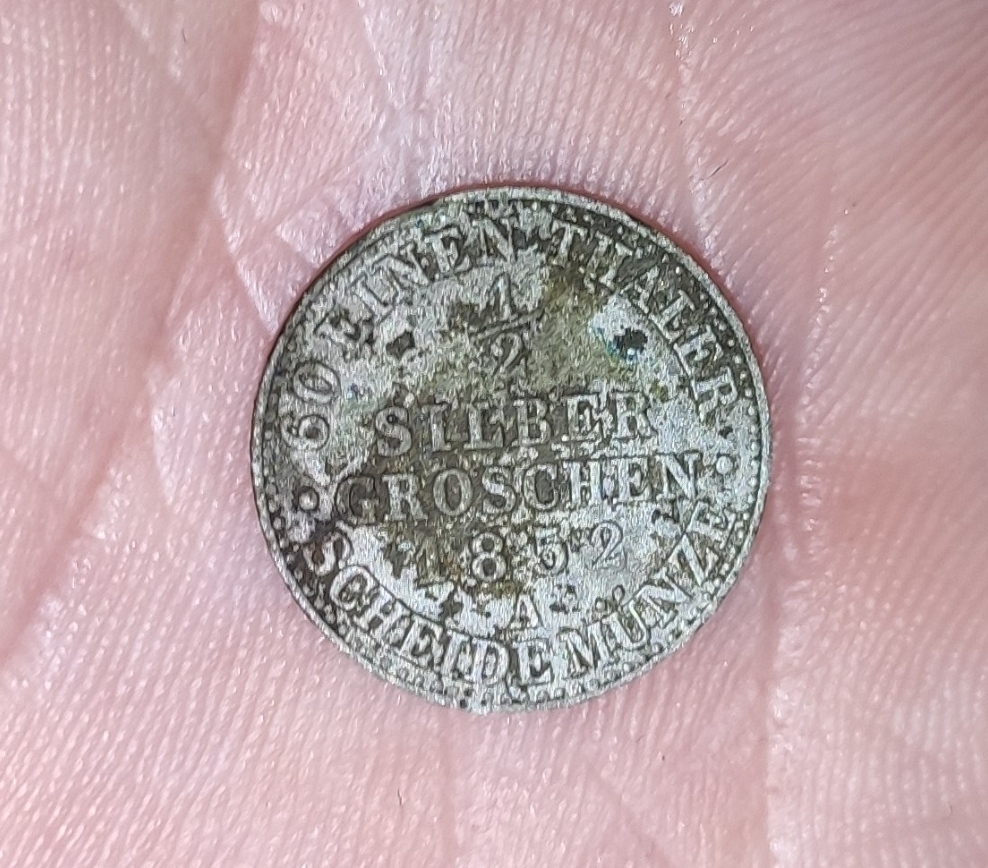 60 EINEN THALER
1/2
SILBER
GROSCHEN
1852
A
SCHEIDEMÜNZE